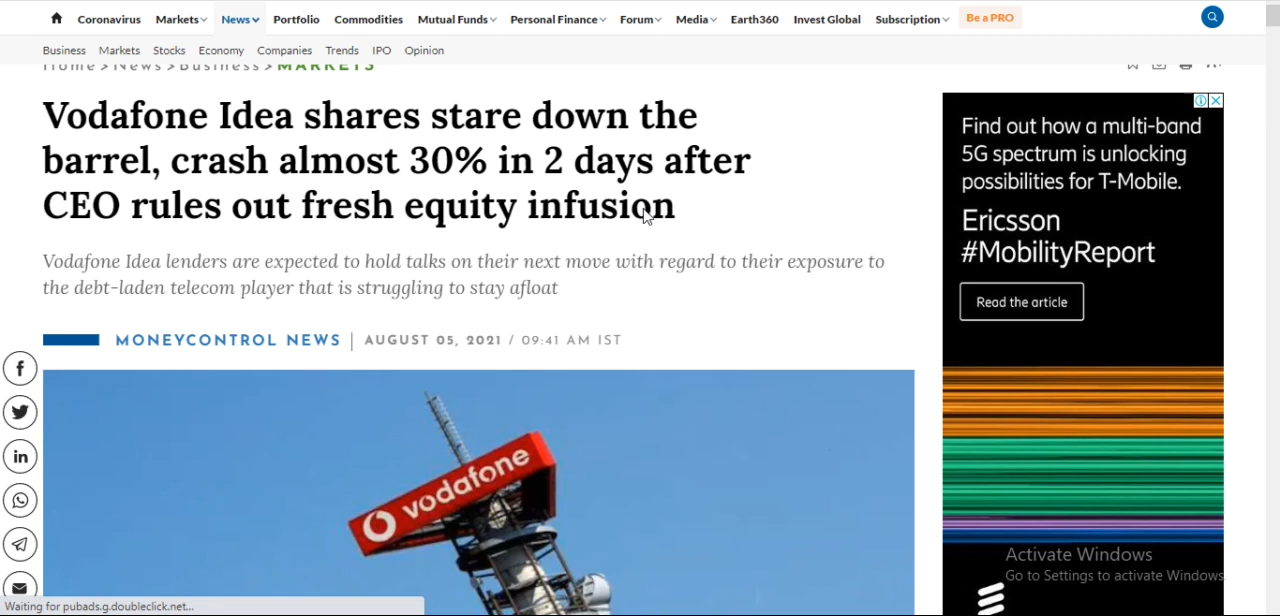 Coronavirus Markets News Portfolio Commodities Mutual Funds Personal Finance Forum Media Earth360 Invest Global Subscription Be a PRO
Business Markets Stocks Economy Companies Trends IPO Opinion
Home > News > Business > MARKETS
Vodafone Idea shares stare down the
barrel, crash almost 30% in 2 days after
CEO rules out fresh equity infusion
Vodafone Idea lenders are expected to hold talks on their next move with regard to their exposure to
the debt-laden telecom player that is struggling to stay afloat
MONEYCONTROL NEWS | AUGUST 05, 2021 / 09:41 AM IST
vodafone
Find out how a multi-band
5G spectrum is unlocking
possibilities for T-Mobile.
Ericsson
#MobilityReport
Read the article
Activate Windows
Go to Settings to activate Windows
Waiting for pubads.g.doubleclick.net...